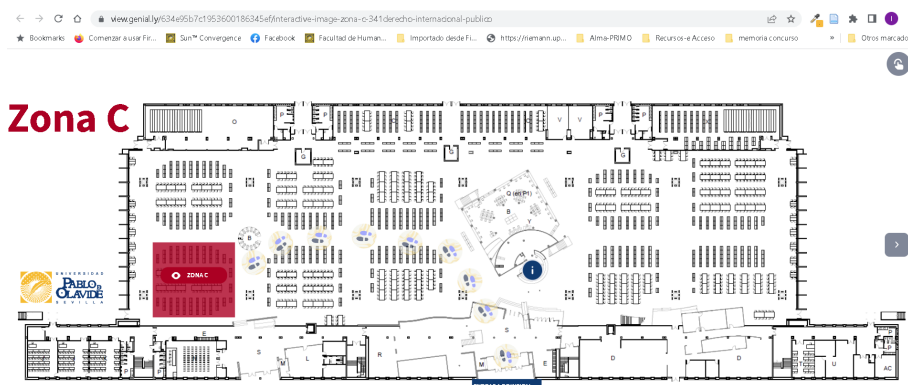 view.genial.ly/634e95b7c1953600186345ef/interactive-image-zona-c-341derecho-internacional-publico
Bookmarks Comenzar a usar Fir... Sun™ Convergence Facebook Facultad de Human... Importado desde Fi... https://riemann.up... Alma-PRIMO Recursos-e Acceso memoria concurso » Otros marcado
Zona C
P P P P
O V V
G G G
Q (en P1)
B
B
ZONA C
i
UNIVERSIDAD
PABLO DE
OLAVIDE
SEVILLA
E S
S M L R M E D D T U AC
P P